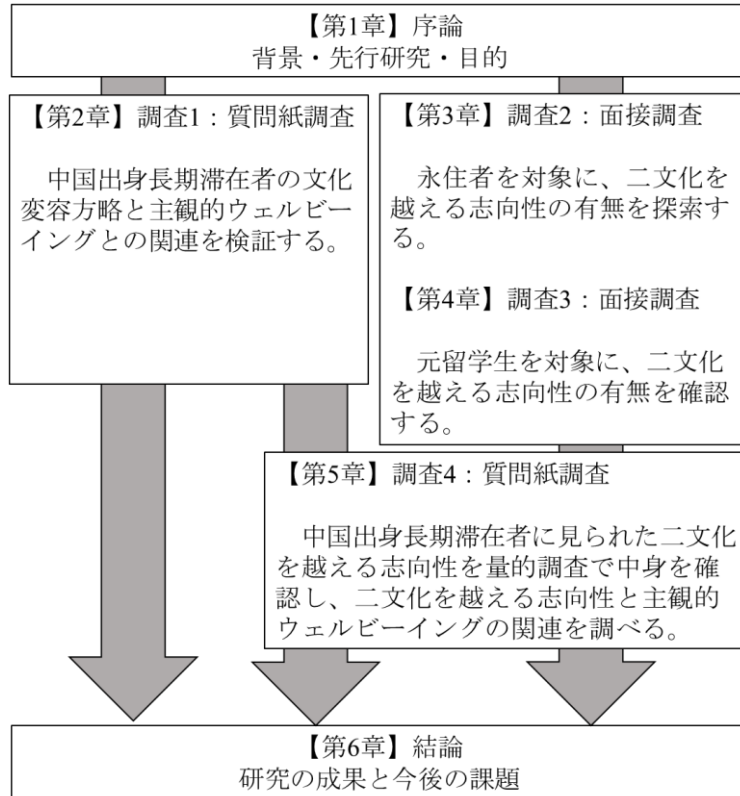 【第1章】序論
背景・先行研究・目的
【第2章】調査1：質問紙調査
中国出身長期滞在者の文化
変容方略と主観的ウェルビー
イングとの関連を検証する。
【第3章】調査2：面接調査
永住者を対象に、二文化を
越える志向性の有無を探索す
る。
【第4章】調査3：面接調査
元留学生を対象に、二文化
を越える志向性の有無を確認
する。
【第5章】調査4：質問紙調査
中国出身長期滞在者に見られた二文化
を越える志向性を量的調査で中身を確
認し、二文化を越える志向性と主観的
ウェルビーイングの関連を調べる。
【第6章】結論
研究の成果と今後の課題